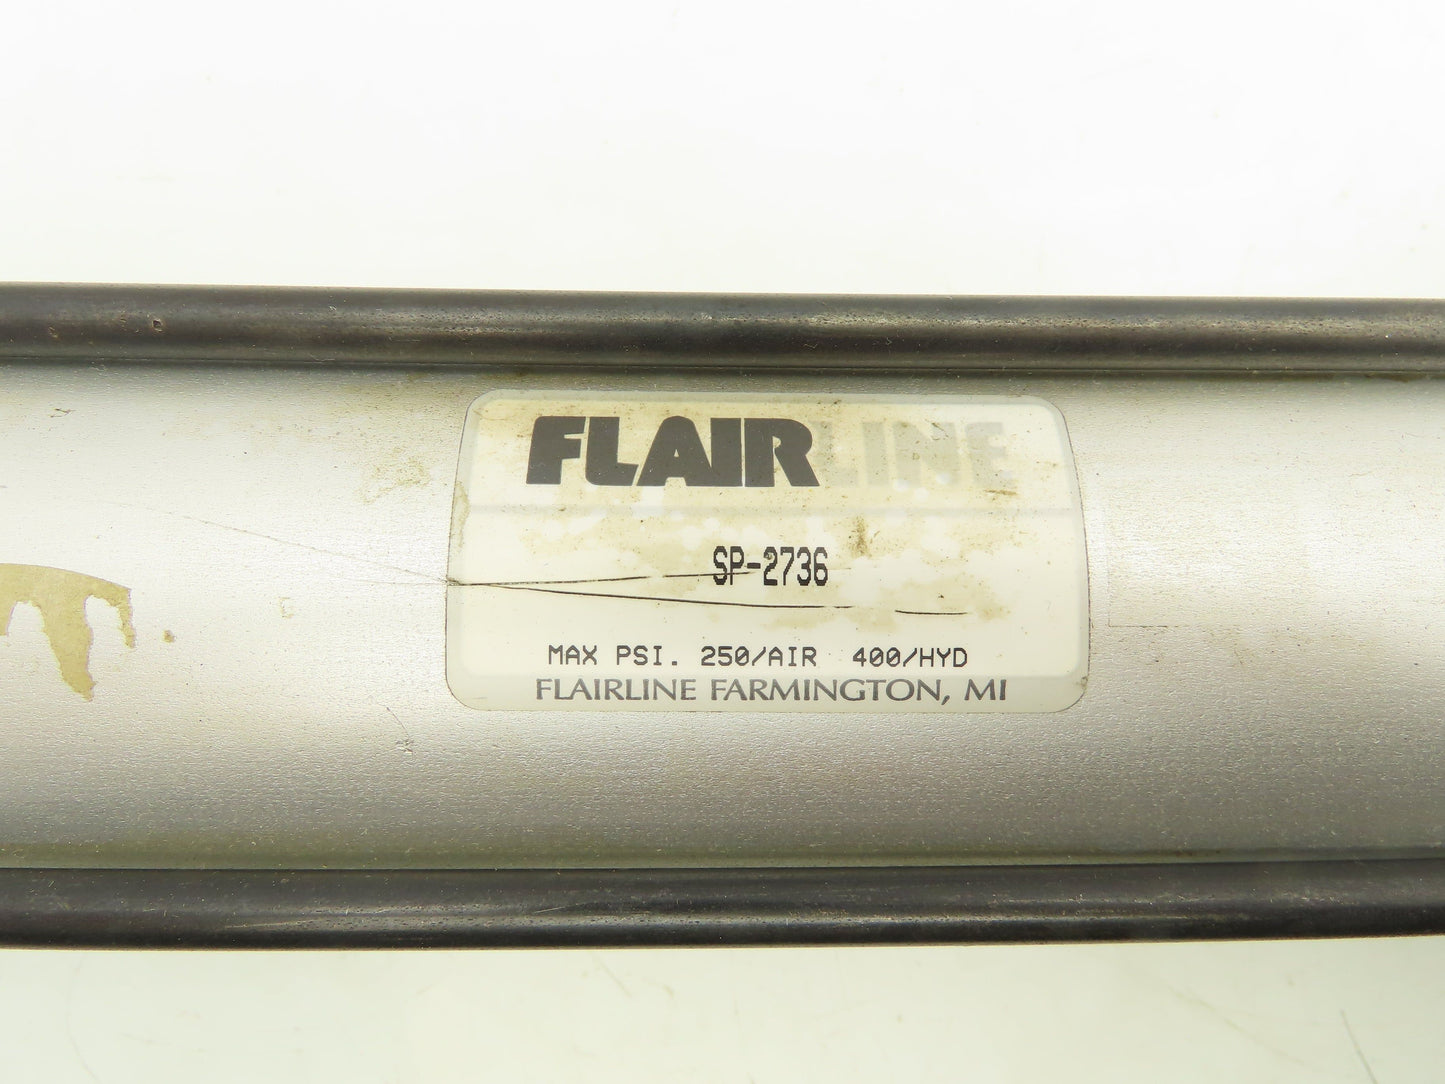 FLAIRLINE
SP-2736
MAX PSI. 250/AIR 400/HYD
FLAIRLINE FARMINGTON, MI